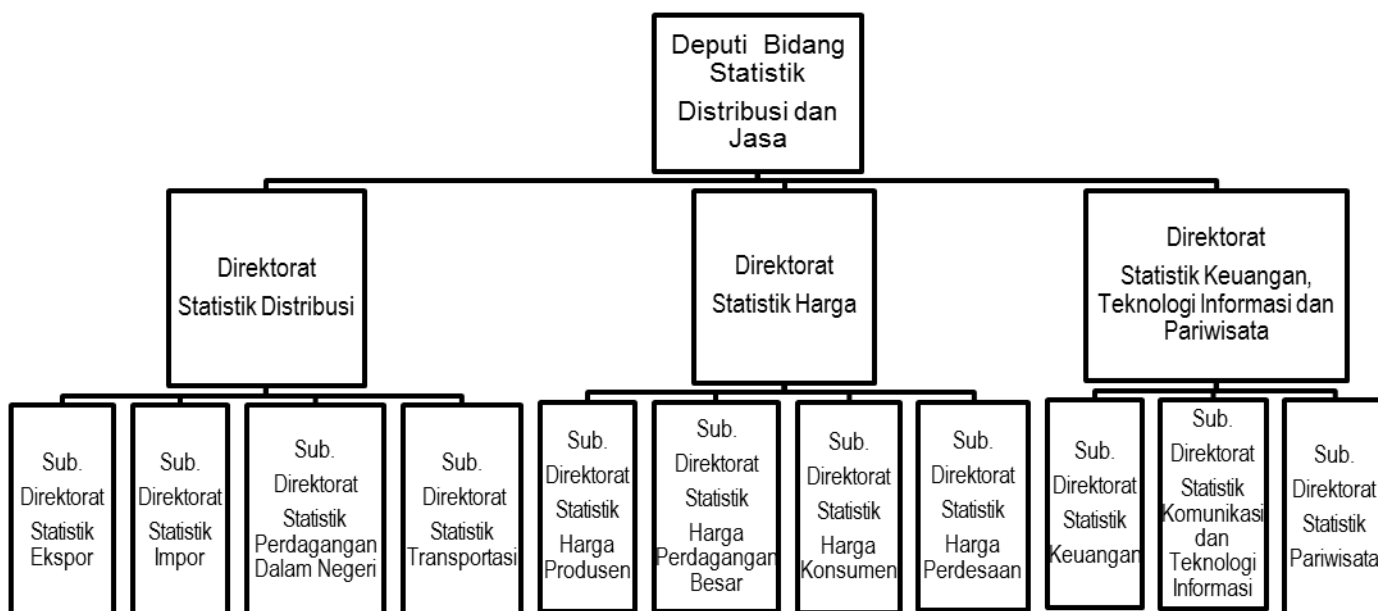 Deputi Bidang
Statistik
Distribusi dan
Jasa
Direktorat
Statistik Distribusi
Direktorat
Statistik Harga
Direktorat
Statistik Keuangan,
Teknologi Informasi dan
Pariwisata
Sub.
Direktorat
Statistik
Ekspor
Sub.
Direktorat
Statistik
Impor
Sub.
Direktorat
Statistik
Perdagangan
Dalam Negeri
Sub.
Direktorat
Statistik
Transportasi
Sub.
Direktorat
Statistik
Harga
Produsen
Sub.
Direktorat
Statistik
Harga
Perdagangan
Besar
Sub.
Direktorat
Statistik
Harga
Konsumen
Sub.
Direktorat
Statistik
Harga
Perdesaan
Sub.
Direktorat
Statistik
Keuangan
Sub.
Direktorat
Statistik
Komunikasi
dan
Teknologi
Informasi
Sub.
Direktorat
Statistik
Pariwisata